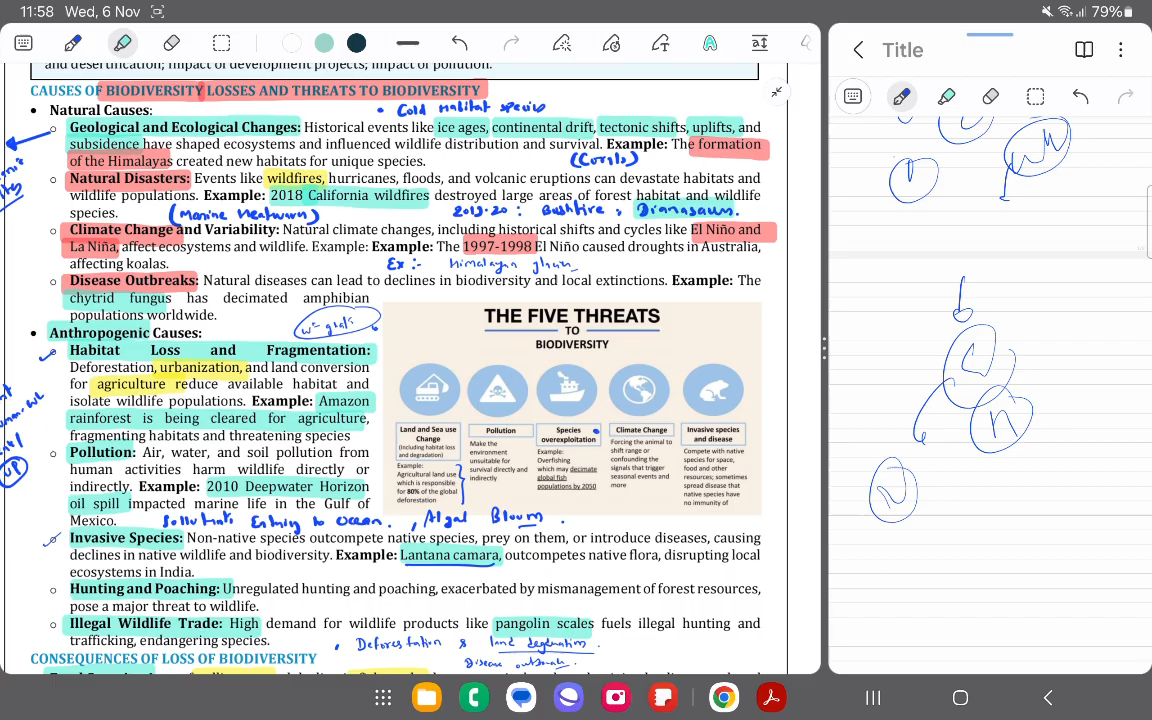 11:58 Wed, 6 Nov
79%
Title
and desertification; impact of development projects; impact of pollution.
CAUSES OF BIODIVERSITY LOSSES AND THREATS TO BIODIVERSITY
• Natural Causes:
• Cold Habitat species
o Geological and Ecological Changes: Historical events like ice ages, continental drift, tectonic shifts, uplifts, and
subsidence have shaped ecosystems and influenced wildlife distribution and survival. Example: The formation
of the Himalayas created new habitats for unique species.
(Corals)
o Natural Disasters: Events like wildfires, hurricanes, floods, and volcanic eruptions can devastate habitats and
wildlife populations. Example: 2018 California wildfires destroyed large areas of forest habitat and wildlife
species.
2019-20: Bushfire
o Climate Change and Variability: Natural climate changes, including historical shifts and cycles like El Niño and
La Niña, affect ecosystems and wildlife. Example: Example: The 1997-1998 El Niño caused droughts in Australia,
affecting koalas.
Ex :- Himalayan
o Disease Outbreaks: Natural diseases can lead to declines in biodiversity and local extinctions. Example: The
chytrid fungus has decimated amphibian
populations worldwide.
• Anthropogenic Causes:
o Habitat Loss and Fragmentation:
Deforestation, urbanization, and land conversion
for agriculture reduce available habitat and
isolate wildlife populations. Example: Amazon
rainforest is being cleared for agriculture,
fragmenting habitats and threatening species
o Pollution: Air, water, and soil pollution from
human activities harm wildlife directly or
indirectly. Example: 2010 Deepwater Horizon
oil spill impacted marine life in the Gulf of
Mexico.
THE FIVE THREATS
TO
BIODIVERSITY
Land and Sea use
Change
(including habitat loss
and degradation)
Example:
Agricultural land use
which is responsible
for 80% of the global
deforestation
Pollution
Make the
environment
unsuitable for
survival directly and
indirectly
Species
overexploitation
Example:
Overfishing
which may decimate
global fish
populations by 2050
Climate Change
Forcing the animal to
shift range or
confounding the
signals that trigger
seasonal events and
more
Invasive species
and disease
Compete with native
species for space,
food and other
resources; sometimes
spread disease that
native species have
no immunity of
Entering to ocean. , Algal Bloom.
o Invasive Species: Non-native species outcompete native species, prey on them, or introduce diseases, causing
declines in native wildlife and biodiversity. Example: Lantana camara, outcompetes native flora, disrupting local
ecosystems in India.
o Hunting and Poaching: Unregulated hunting and poaching, exacerbated by mismanagement of forest resources,
pose a major threat to wildlife.
o Illegal Wildlife Trade: High demand for wildlife products like pangolin scales fuels illegal hunting and
trafficking, endangering species.
• Deforestation & land degradation.
Disease outbreak.
CONSEQUENCES OF LOSS OF BIODIVERSITY